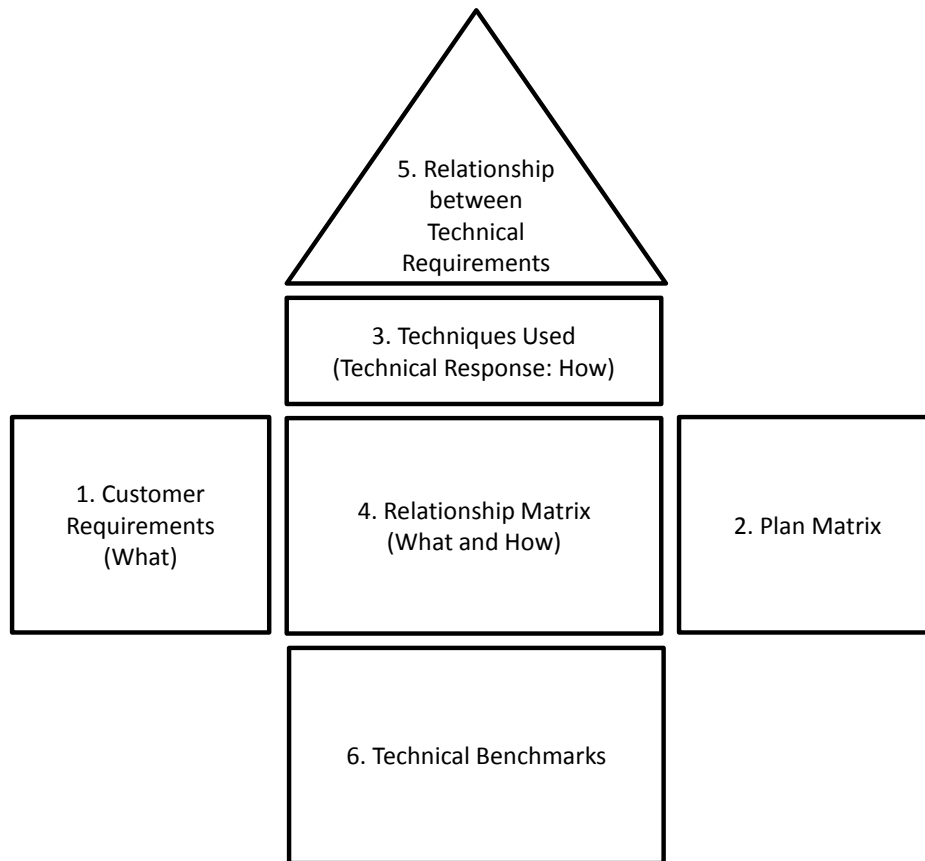 5. Relationship
between
Technical
Requirements
3. Techniques Used
(Technical Response: How)
1. Customer
Requirements
(What)
4. Relationship Matrix
(What and How)
2. Plan Matrix
6. Technical Benchmarks